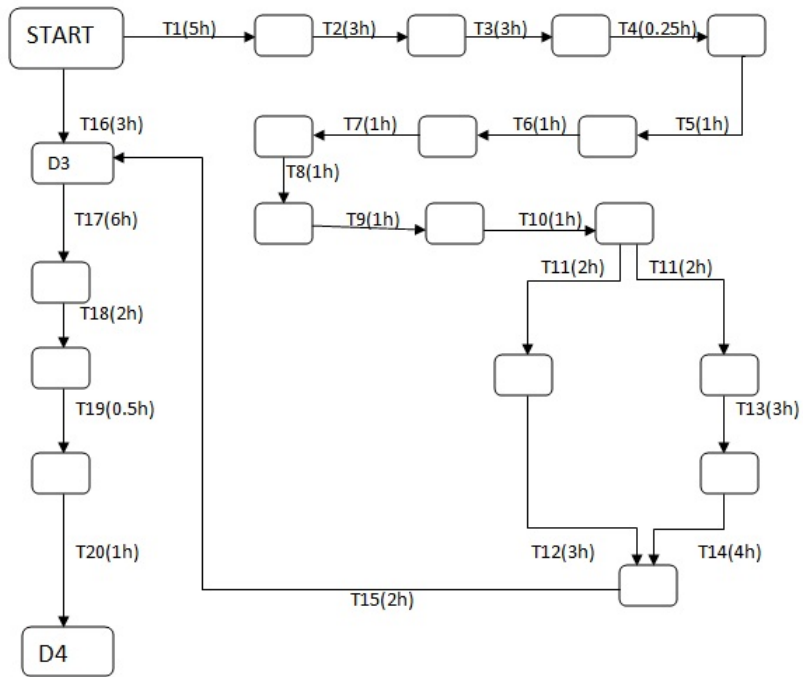 START
T1(5h)
T2(3h)
T3(3h)
T4(0.25h)
T16(3h)
T7(1h)
T6(1h)
T5(1h)
D3
T8(1h)
T17(6h)
T9(1h)
T10(1h)
T11(2h)
T11(2h)
T18(2h)
T19(0.5h)
T13(3h)
T20(1h)
T12(3h)
T14(4h)
T15(2h)
D4